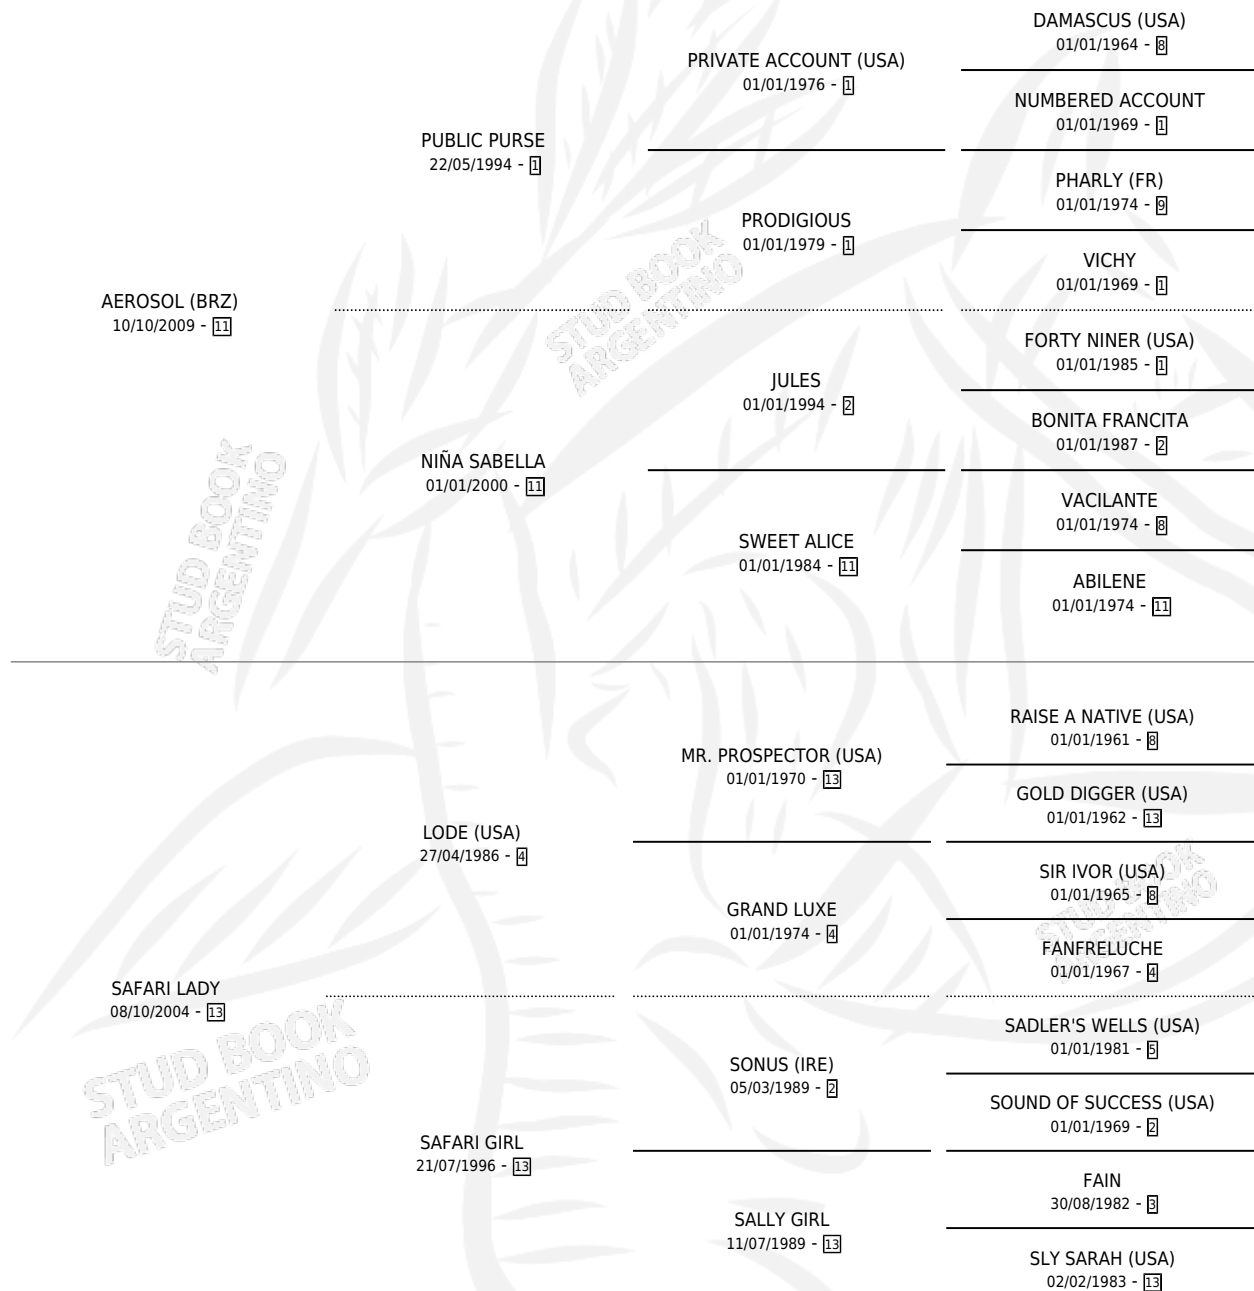 DAMASCUS (USA)
01/01/1964 - 8
PRIVATE ACCOUNT (USA)
01/01/1976 - 1
NUMBERED ACCOUNT
01/01/1969 - 1
PUBLIC PURSE
22/05/1994 - 1
PHARLY (FR)
01/01/1974 - 9
PRODIGIOUS
01/01/1979 - 1
VICHY
01/01/1969 - 1
AEROSOL (BRZ)
10/10/2009 - 11
FORTY NINER (USA)
01/01/1985 - 1
JULES
01/01/1994 - 2
BONITA FRANCITA
01/01/1987 - 2
NIÑA SABELLA
01/01/2000 - 11
VACILANTE
01/01/1974 - 8
SWEET ALICE
01/01/1984 - 11
ABILENE
01/01/1974 - 11
RAISE A NATIVE (USA)
01/01/1961 - 8
MR. PROSPECTOR (USA)
01/01/1970 - 13
GOLD DIGGER (USA)
01/01/1962 - 13
LODE (USA)
27/04/1986 - 4
SIR IVOR (USA)
01/01/1965 - 8
GRAND LUXE
01/01/1974 - 4
FANFRELUCHE
01/01/1967 - 4
SAFARI LADY
08/10/2004 - 13
SADLER'S WELLS (USA)
01/01/1981 - 5
SONUS (IRE)
05/03/1989 - 2
SOUND OF SUCCESS (USA)
01/01/1969 - 2
SAFARI GIRL
21/07/1996 - 13
FAIN
30/08/1982 - 3
SALLY GIRL
11/07/1989 - 13
SLY SARAH (USA)
02/02/1983 - 13
STUD BOOK
ARGENTINO
STUD BOOK
ARGENTINO
STUD BOOK
ARGENTINO
STUD BOOK
ARGENTINO